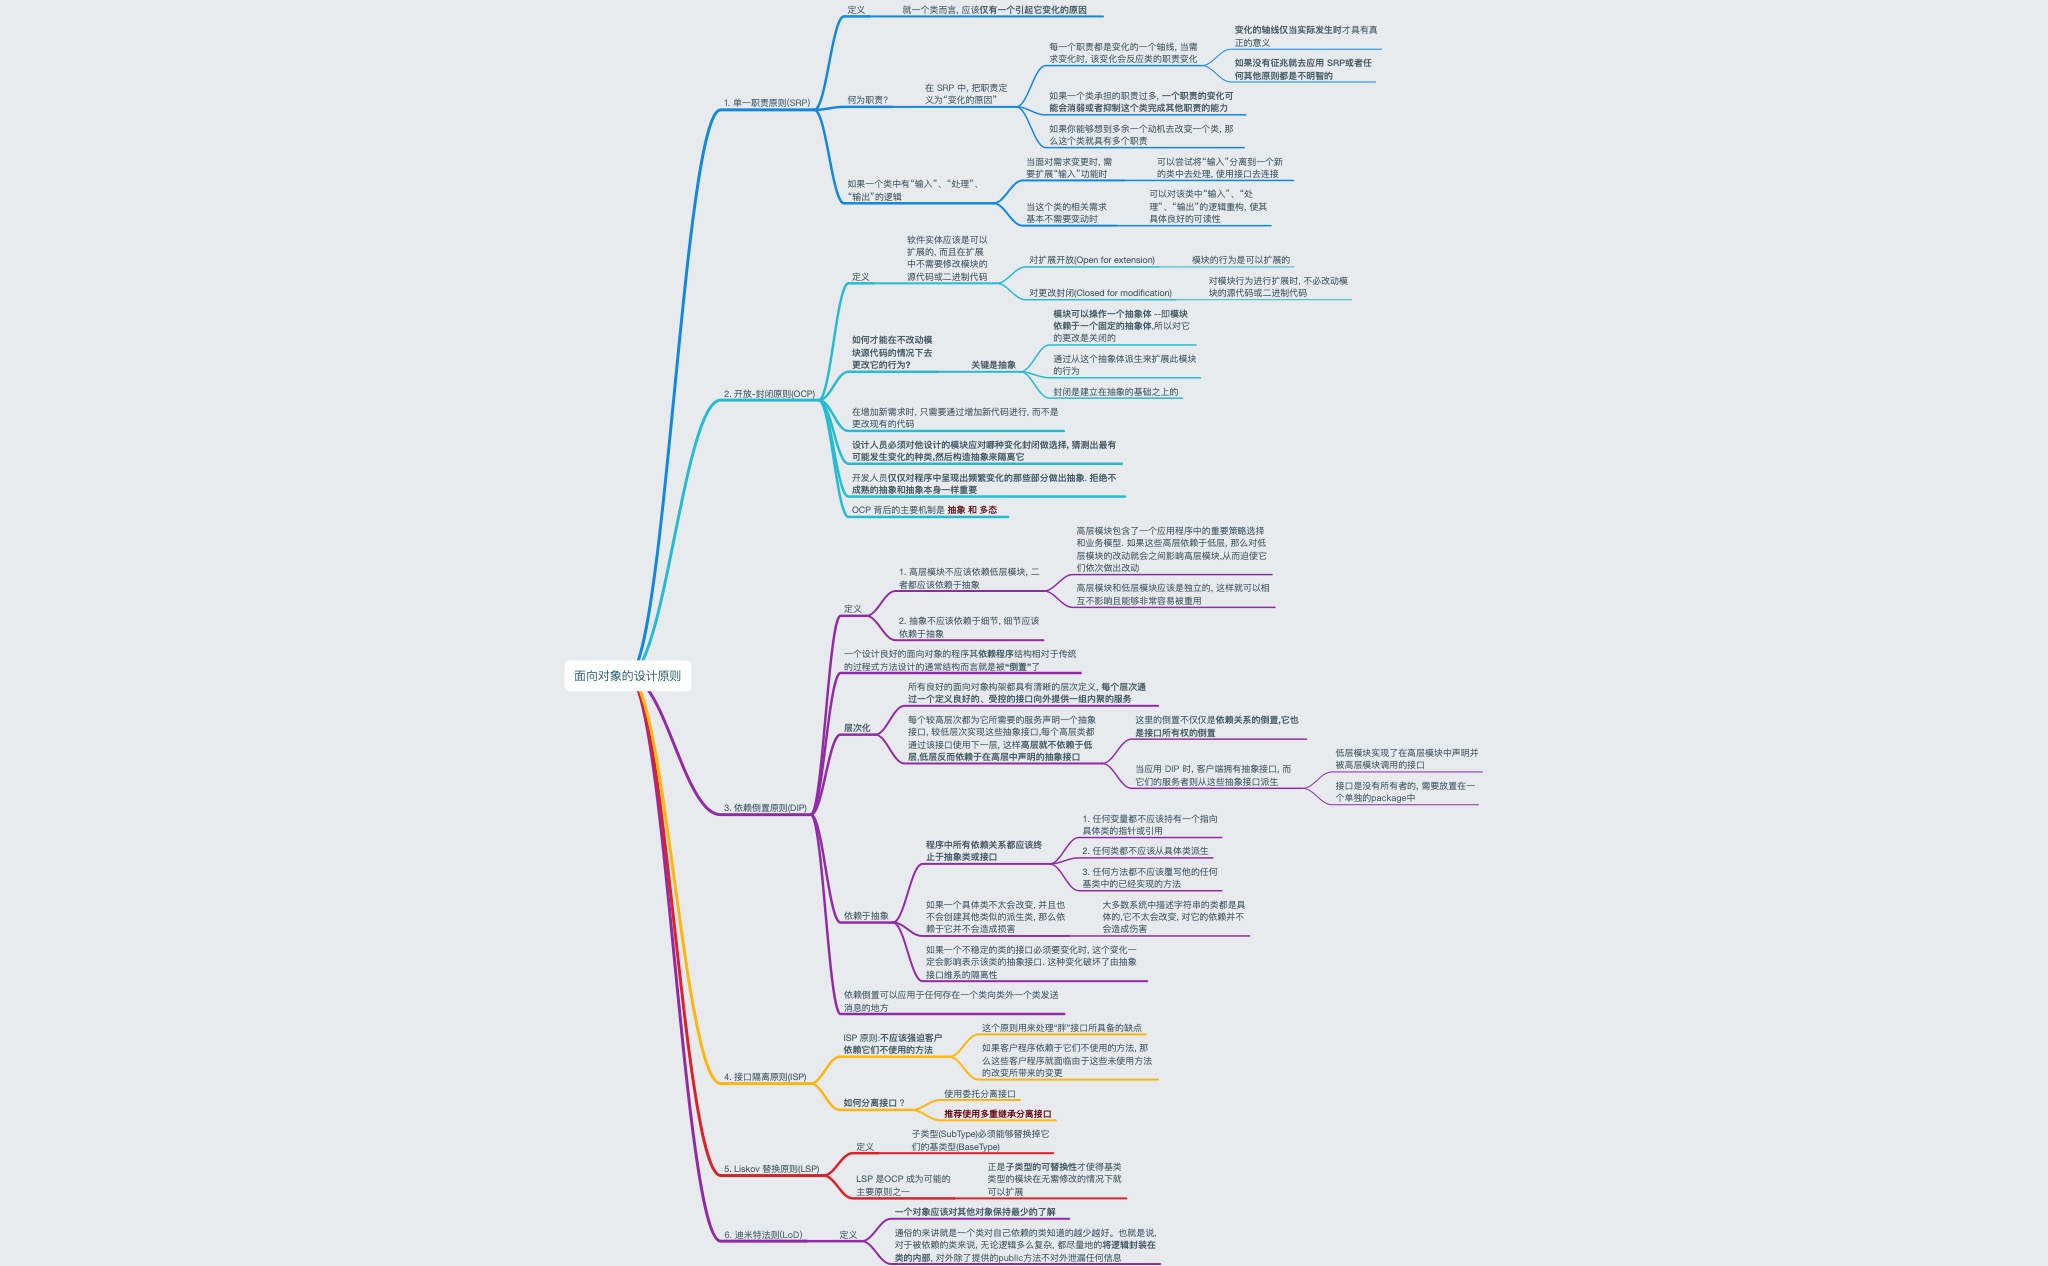 面向对象的设计原则
1. 单一职责原则(SRP)
定义
就一个类而言, 应该仅有一个引起它变化的原因
何为职责?
在 SRP 中, 把职责定
义为“变化的原因”
每一个职责都是变化的一个轴线, 当需
求变化时, 该变化会反应类的职责变化
变化的轴线仅当实际发生时才具有真
正的意义
如果没有征兆就去应用 SRP或者任
何其他原则都是不明智的
如果一个类承担的职责过多, 一个职责的变化可
能会消弱或者抑制这个类完成其他职责的能力
如果你能够想到多余一个动机去改变一个类, 那
么这个类就具有多个职责
如果一个类中有“输入”、“处理”、
“输出”的逻辑
当面对需求变更时, 需
要扩展“输入”功能时
可以尝试将“输入”分离到一个新
的类中去处理, 使用接口去连接
当这个类的相关需求
基本不需要变动时
可以对该类中“输入”、“处
理”、“输出”的逻辑重构, 使其
具体良好的可读性
2. 开放-封闭原则(OCP)
定义
软件实体应该是可以
扩展的, 而且在扩展
中不需要修改模块的
源代码或二进制代码
对扩展开放(Open for extension)
模块的行为是可以扩展的
对更改封闭(Closed for modification)
对模块行为进行扩展时, 不必改动模
块的源代码或二进制代码
如何才能在不改动模
块源代码的情况下去
更改它的行为?
关键是抽象
模块可以操作一个抽象体 --即模块
依赖于一个固定的抽象体,所以对它
的更改是关闭的
通过从这个抽象体派生来扩展此模块
的行为
封闭是建立在抽象的基础之上的
在增加新需求时, 只需要通过增加新代码进行, 而不是
更改现有的代码
设计人员必须对他设计的模块应对哪种变化封闭做选择, 猜测出最有
可能发生变化的种类,然后构造抽象来隔离它
开发人员仅仅对程序中呈现出频繁变化的那些部分做出抽象. 拒绝不
成熟的抽象和抽象本身一样重要
OCP 背后的主要机制是 抽象 和 多态
3. 依赖倒置原则(DIP)
定义
1. 高层模块不应该依赖低层模块, 二
者都应该依赖于抽象
高层模块包含了一个应用程序中的重要策略选择
和业务模型. 如果这些高层依赖于低层, 那么对低
层模块的改动就会之间影响高层模块,从而迫使它
们依次做出改动
高层模块和低层模块应该是独立的, 这样就可以相
互不影响且能够非常容易被重用
2. 抽象不应该依赖于细节, 细节应该
依赖于抽象
一个设计良好的面向对象的程序其依赖程序结构相对于传统
的过程式方法设计的通常结构而言就是被“倒置”了
层次化
所有良好的面向对象构架都具有清晰的层次定义, 每个层次通
过一个定义良好的、受控的接口向外提供一组内聚的服务
每个较高层次都为它所需要的服务声明一个抽象
接口, 较低层次实现这些抽象接口,每个高层类都
通过该接口使用下一层, 这样高层就不依赖于低
层,低层反而依赖于在高层中声明的抽象接口
这里的倒置不仅仅是依赖关系的倒置,它也
是接口所有权的倒置
当应用 DIP 时, 客户端拥有抽象接口, 而
它们的服务者则从这些抽象接口派生
低层模块实现了在高层模块中声明并
被高层模块调用的接口
接口是没有所有者的, 需要放置在一
个单独的package中
依赖于抽象
程序中所有依赖关系都应该终
止于抽象类或接口
1. 任何变量都不应该持有一个指向
具体类的指针或引用
2. 任何类都不应该从具体类派生
3. 任何方法都不应该覆写他的任何
基类中的已经实现的方法
如果一个具体类不太会改变, 并且也
不会创建其他类似的派生类, 那么依
赖于它并不会造成损害
大多数系统中描述字符串的类都是具
体的,它不太会改变, 对它的依赖并不
会造成伤害
如果一个不稳定的类的接口必须要变化时, 这个变化一
定会影响表示该类的抽象接口. 这种变化破坏了由抽象
接口维系的隔离性
依赖倒置可以应用于任何存在一个类向类外一个类发送
消息的地方
4. 接口隔离原则(ISP)
ISP 原则:不应该强迫客户
依赖它们不使用的方法
这个原则用来处理“胖”接口所具备的缺点
如果客户程序依赖于它们不使用的方法, 那
么这些客户程序就面临由于这些未使用方法
的改变所带来的变更
如何分离接口 ?
使用委托分离接口
推荐使用多重继承分离接口
5. Liskov 替换原则(LSP)
定义
子类型(SubType)必须能够替换掉它
们的基类型(BaseType)
LSP 是OCP 成为可能的
主要原则之一
正是子类型的可替换性才使得基类
类型的模块在无需修改的情况下就
可以扩展
6. 迪米特法则(LoD)
定义
一个对象应该对其他对象保持最少的了解
通俗的来讲就是一个类对自己依赖的类知道的越少越好。也就是说,
对于被依赖的类来说, 无论逻辑多么复杂, 都尽量地的将逻辑封装在
类的内部, 对外除了提供的public方法不对外泄漏任何信息